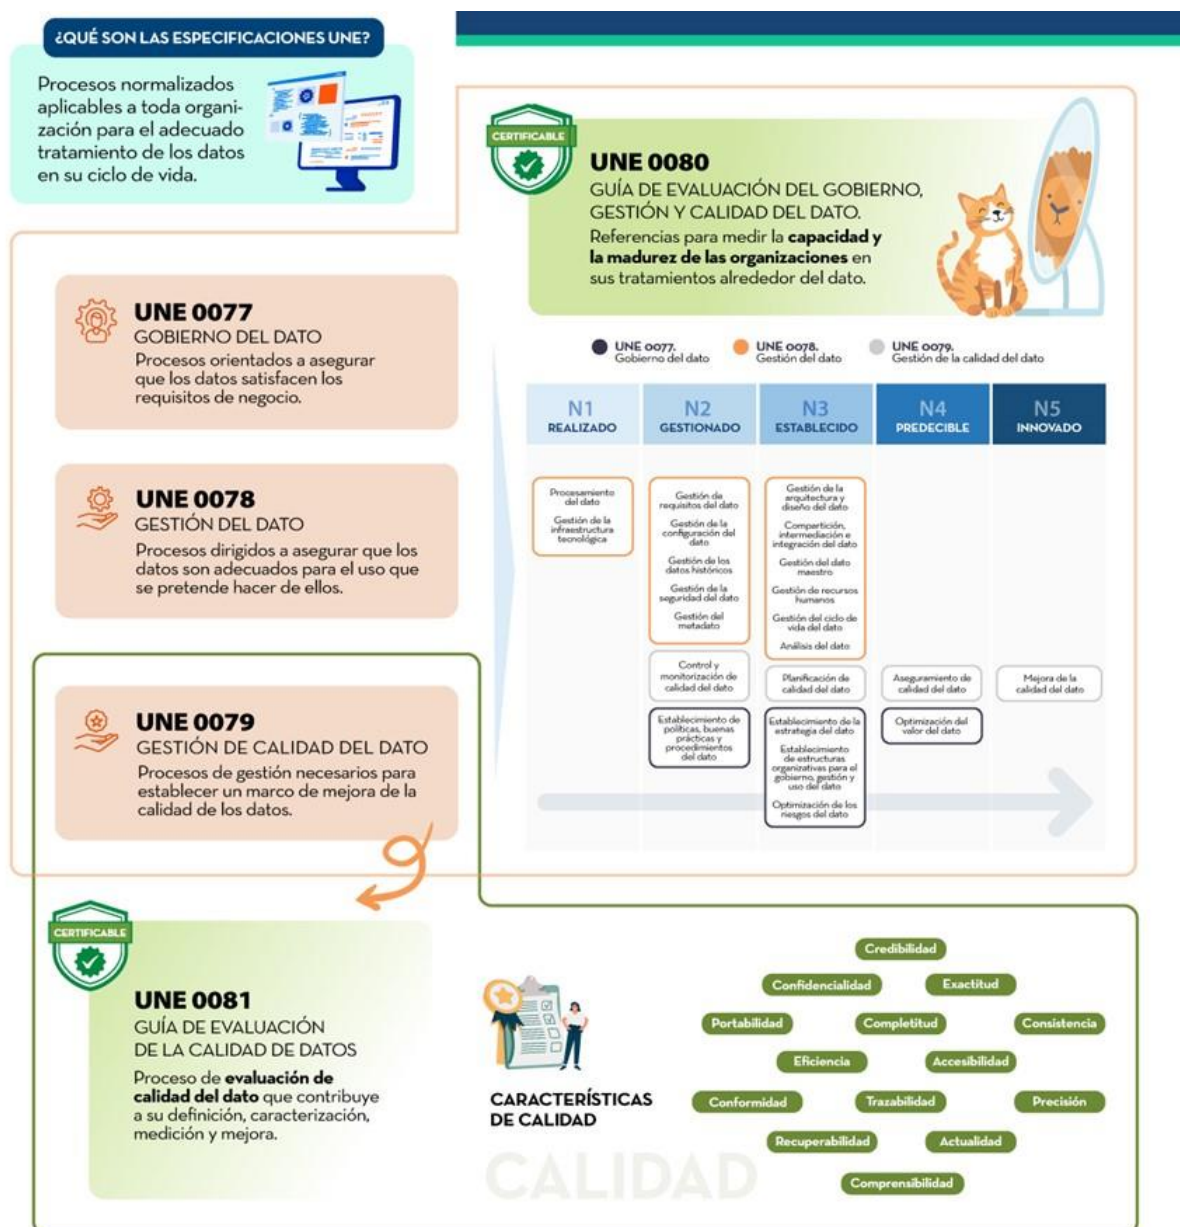 ¿QUÉ SON LAS ESPECIFICACIONES UNE?
Procesos normalizados
aplicables a toda organi-
zación para el adecuado
tratamiento de los datos
en su ciclo de vida.
CERTIFICABLE
UNE 0080
GUÍA DE EVALUACIÓN DEL GOBIERNO,
GESTIÓN Y CALIDAD DEL DATO.
Referencias para medir la capacidad y
la madurez de las organizaciones en
sus tratamientos alrededor del dato.
UNE 0077
GOBIERNO DEL DATO
Procesos orientados a asegurar
que los datos satisfacen los
requisitos de negocio.
UNE 0078
GESTIÓN DEL DATO
Procesos dirigidos a asegurar que los
datos son adecuados para el uso que
se pretende hacer de ellos.
UNE 0079
GESTIÓN DE CALIDAD DEL DATO
Procesos de gestión necesarios para
establecer un marco de mejora de la
calidad de los datos.
UNE 0077.
Gobierno del dato
UNE 0078.
Gestión del dato
UNE 0079.
Gestión de la calidad del dato
N1
REALIZADO
N2
GESTIONADO
N3
ESTABLECIDO
N4
PREDECIBLE
N5
INNOVADO
Procesamiento
del dato
Gestión de la
infraestructura
tecnológica
Gestión de
requisitos del dato
Gestión de la
configuración del
dato
Gestión de los
datos históricos
Gestión de la
seguridad del dato
Gestión del
metadato
Control y
monitorización de
calidad del dato
Establecimiento de
políticas, buenas
prácticas y
procedimientos
del dato
Gestión de la
arquitectura y
diseño del dato
Compartición,
intermediación e
integración del dato
Gestión del dato
maestro
Gestión de recursos
humanos
Gestión del ciclo de
vida del dato
Análisis del dato
Planificación de
calidad del dato
Establecimiento de la
estrategia del dato
Establecimiento
de estructuras
organizativas para el
gobierno, gestión y
uso del dato
Optimización de los
riesgos del dato
Aseguramiento de
calidad del dato
Optimización del
valor del dato
Mejora de la
calidad del dato
CERTIFICABLE
UNE 0081
GUÍA DE EVALUACIÓN
DE LA CALIDAD DE DATOS
Proceso de evaluación de
calidad del dato que contribuye
a su definición, caracterización,
medición y mejora.
CARACTERÍSTICAS
DE CALIDAD
CALIDAD
Credibilidad
Confidencialidad
Exactitud
Portabilidad
Completitud
Consistencia
Eficiencia
Accesibilidad
Conformidad
Trazabilidad
Precisión
Recuperabilidad
Actualidad
Comprensibilidad